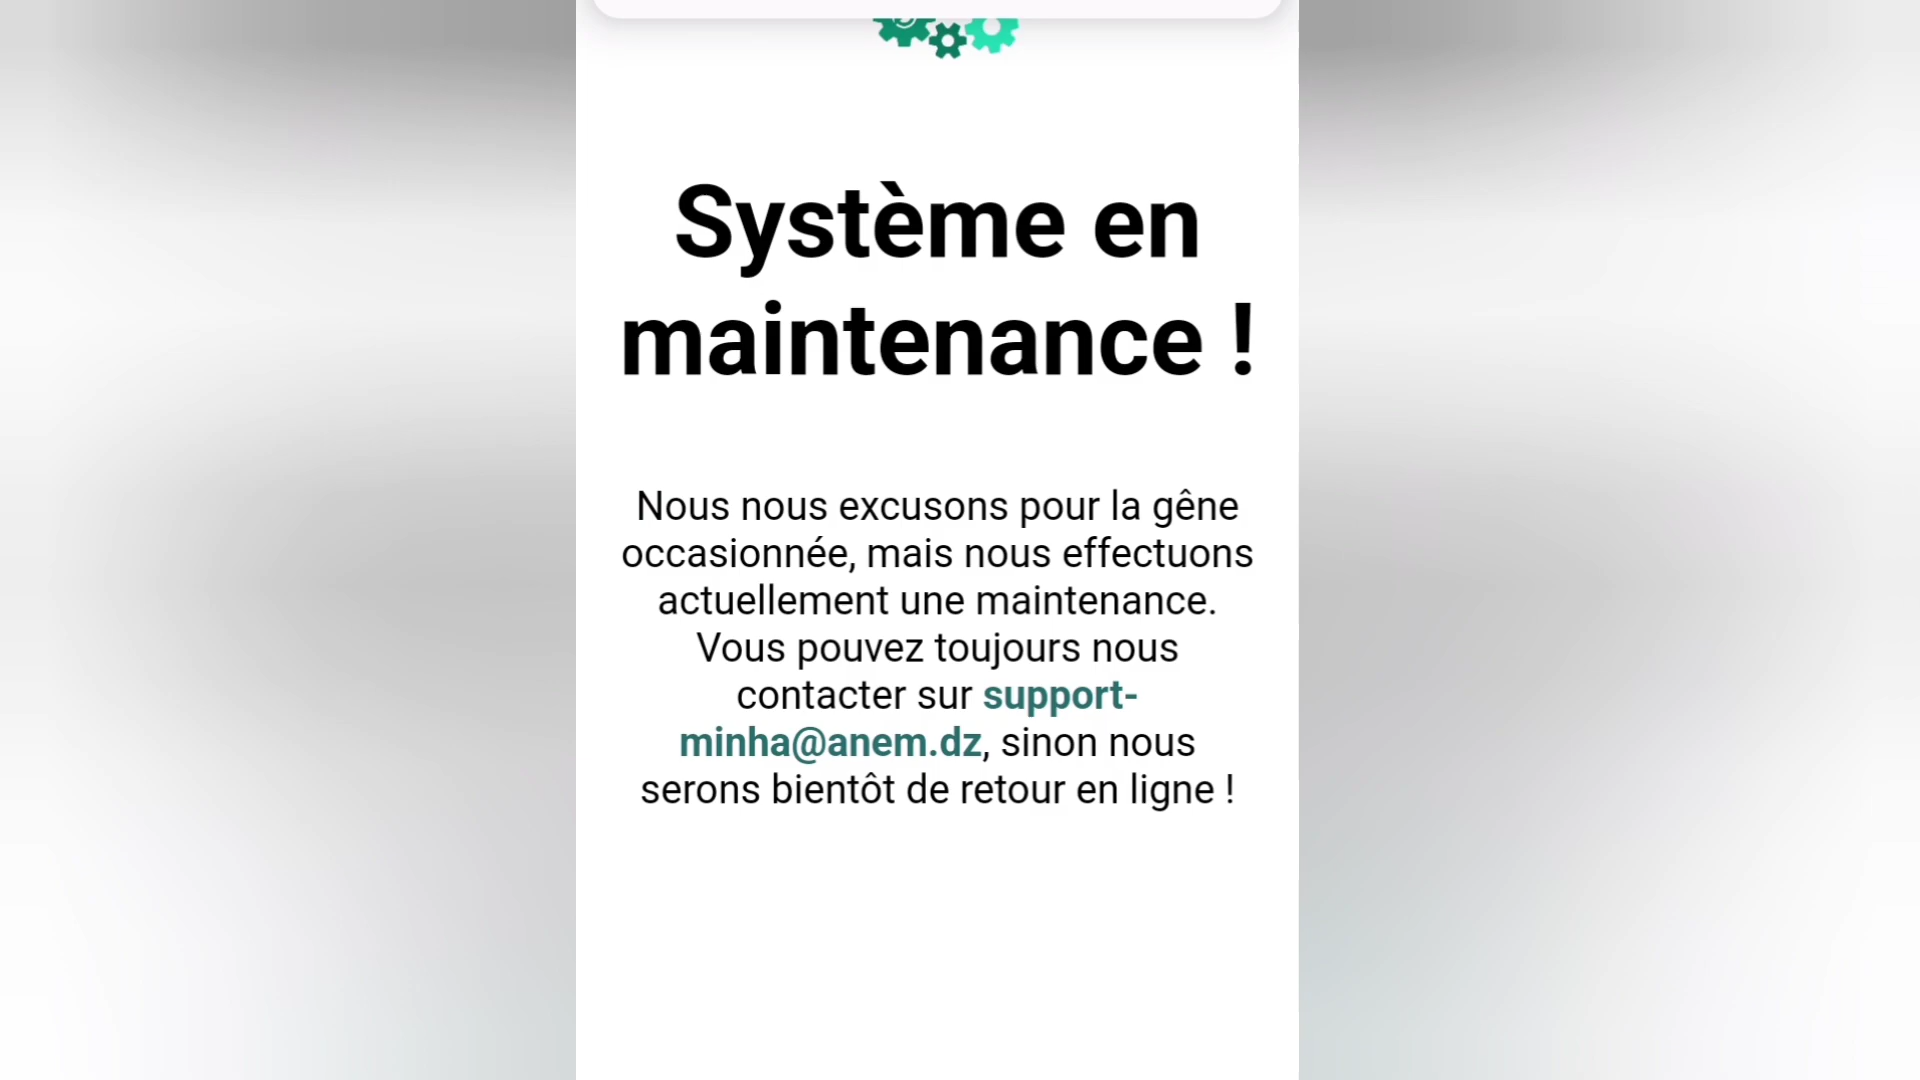 Système en
maintenance !
Nous nous excusons pour la gêne
occasionnée, mais nous effectuons
actuellement une maintenance.
Vous pouvez toujours nous
contacter sur support-
minha@anem.dz, sinon nous
serons bientôt de retour en ligne !